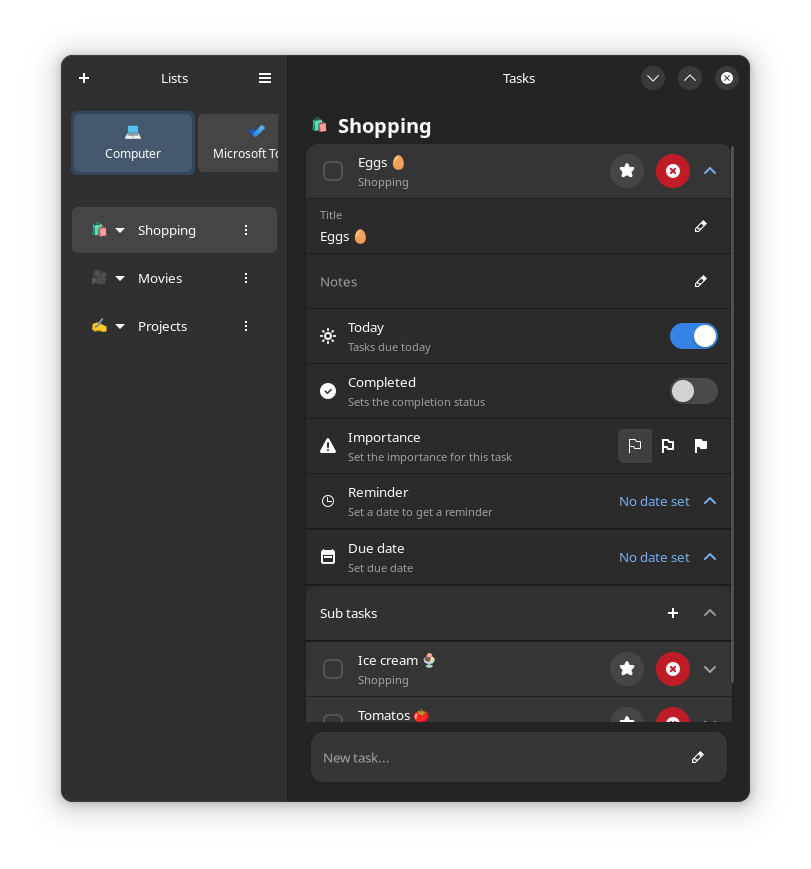 Lists
Tasks
Computer
Microsoft To
Shopping
Movies
Projects
Shopping
Eggs 🥚
Shopping
Title
Eggs 🥚
Notes
Today
Tasks due today
Completed
Sets the completion status
Importance
Set the importance for this task
Reminder
Set a date to get a reminder
No date set
Due date
Set due date
No date set
Sub tasks
Ice cream 🍨
Shopping
Tomatos 🍅
New task...